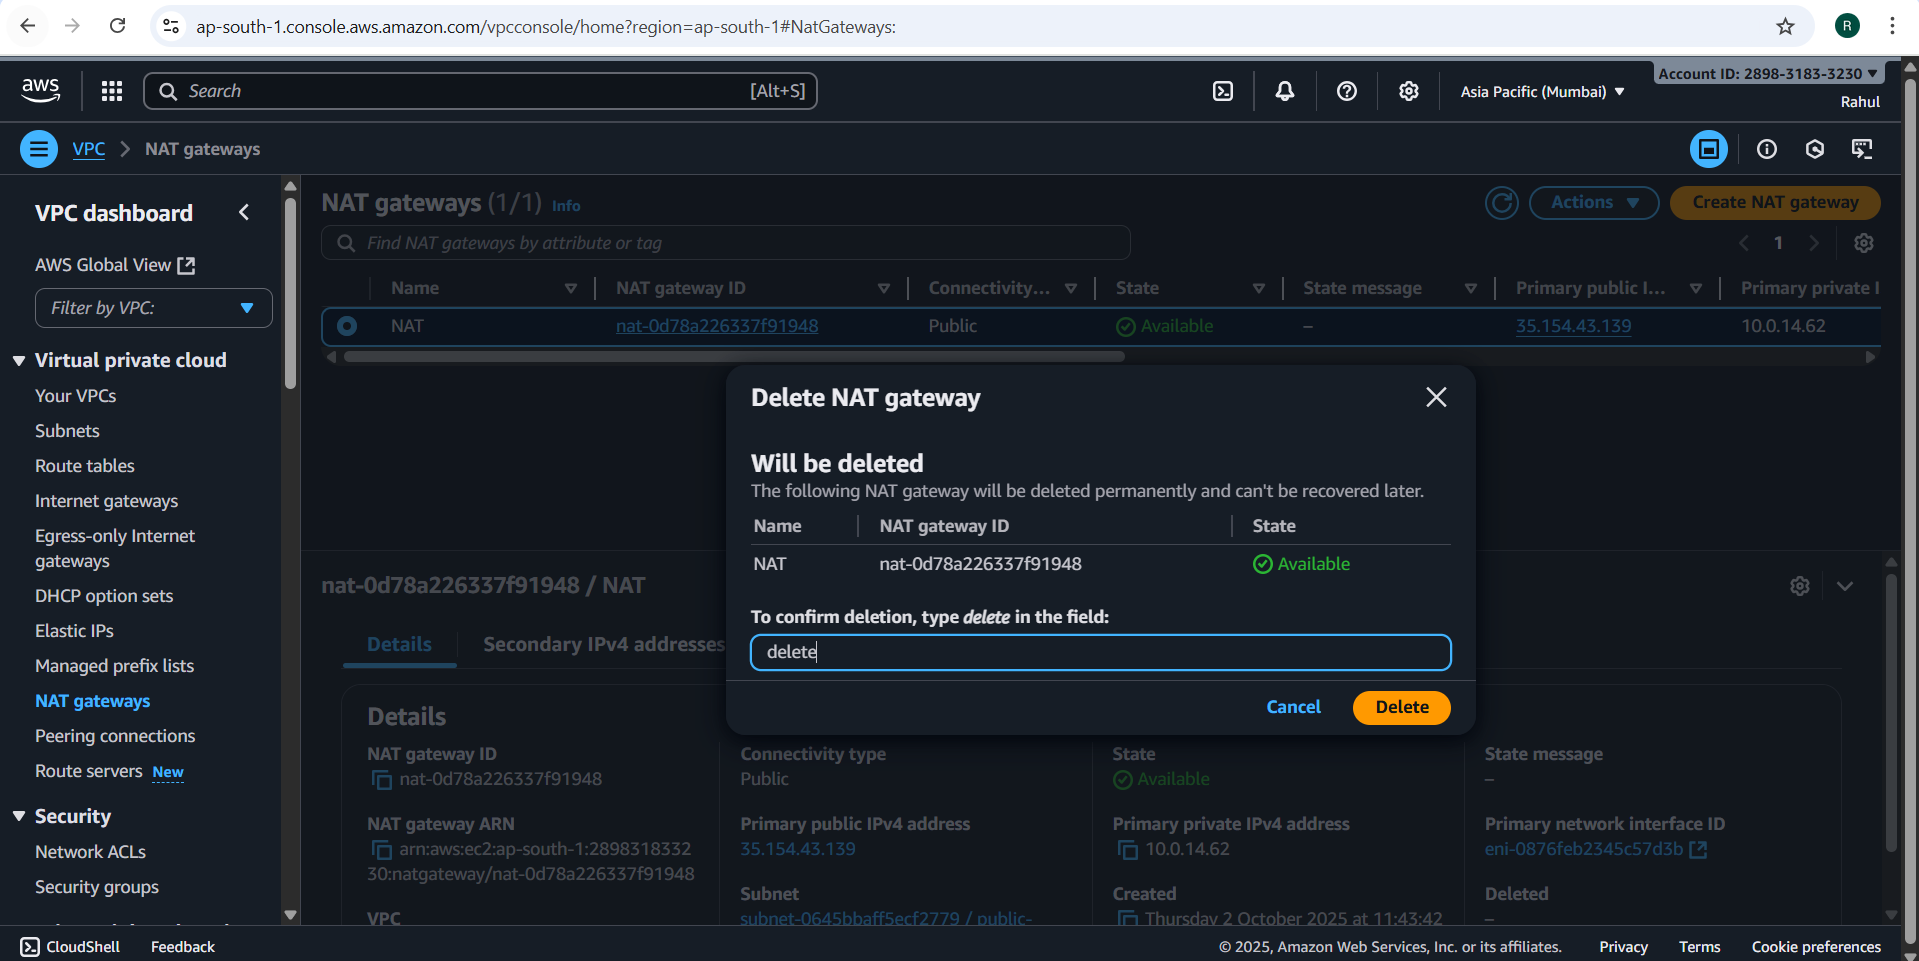 ap-south-1.console.aws.amazon.com/vpcconsole/home?region=ap-south-1#NatGateways:
R
aws
Search
[Alt+S]
Asia Pacific (Mumbai)
Account ID: 2898-3183-3230
Rahul
VPC
NAT gateways
VPC dashboard
AWS Global View
Filter by VPC:
Virtual private cloud
Your VPCs
Subnets
Route tables
Internet gateways
Egress-only Internet
gateways
DHCP option sets
Elastic IPs
Managed prefix lists
NAT gateways
Peering connections
Route servers New
Security
Network ACLs
Security groups
NAT gateways (1/1) Info
Actions
Create NAT gateway
Find NAT gateways by attribute or tag
1
Name NAT gateway ID Connectivity... State State message Primary public I... Primary private I
NAT nat-0d78a226337f91948 Public Available – 35.154.43.139 10.0.14.62
Delete NAT gateway
Will be deleted
The following NAT gateway will be deleted permanently and can't be recovered later.
Name NAT gateway ID State
NAT nat-0d78a226337f91948 Available
To confirm deletion, type delete in the field:
delete
Cancel Delete
nat-0d78a226337f91948 / NAT
Details Secondary IPv4 addresses
Details
NAT gateway ID
nat-0d78a226337f91948
Connectivity type
Public
State
Available
State message
–
NAT gateway ARN
arn:aws:ec2:ap-south-1:2898318332
30:natgateway/nat-0d78a226337f91948
Primary public IPv4 address
35.154.43.139
Primary private IPv4 address
10.0.14.62
Primary network interface ID
eni-0876feb2345c57d3b
VPC
Subnet
subnet-0645bbaff5ecf2779 / public-
Created
Thursday 2 October 2025 at 11:43:42
Deleted
–
CloudShell Feedback
© 2025, Amazon Web Services, Inc. or its affiliates. Privacy Terms Cookie preferences